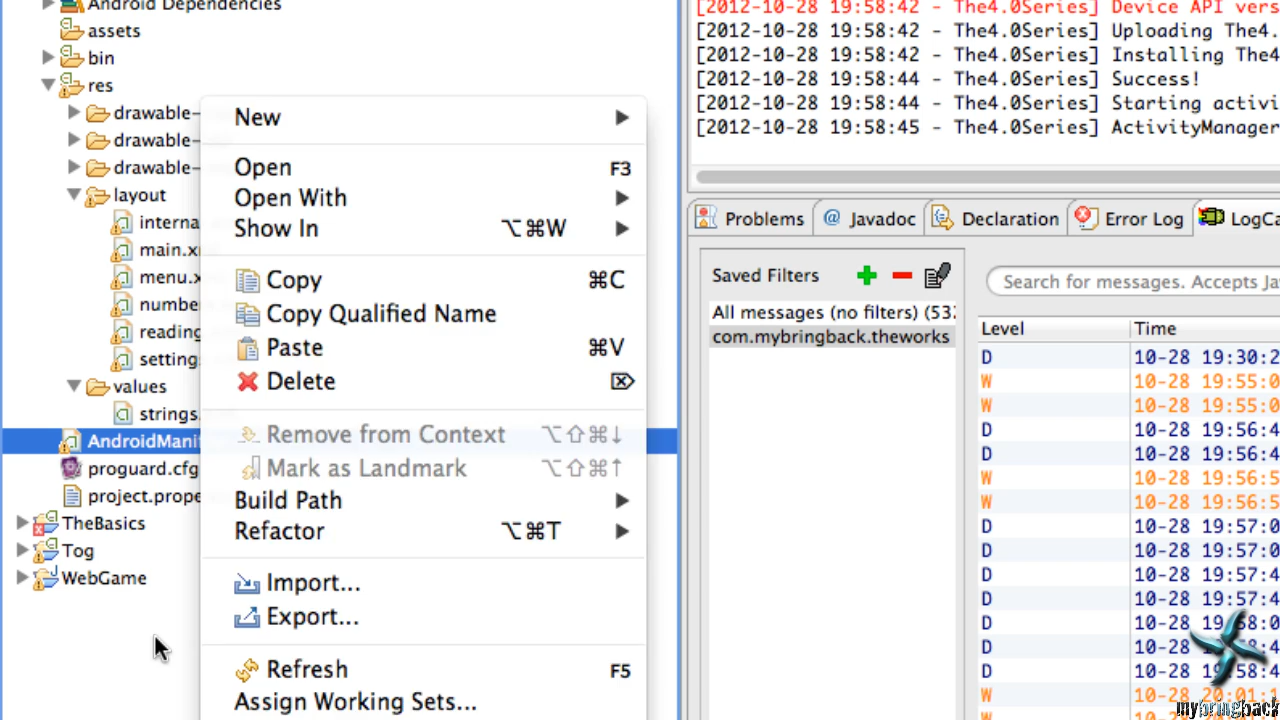 Android Dependencies
assets
bin
res
drawable-
drawable-
drawable-
layout
interna
main.x
menu.x
numbe
reading
setting
values
strings.
AndroidMani
proguard.cfg
project.prope
TheBasics
Tog
WebGame
New
Open F3
Open With
Show In ⌥⌘W
Copy ⌘C
Copy Qualified Name
Paste ⌘V
Delete ⌦
Remove from Context ⌥⇧⌘↓
Mark as Landmark ⌥⇧⌘↑
Build Path
Refactor ⌥⌘T
Import...
Export...
Refresh F5
Assign Working Sets...
[2012-10-28 19:58:42 - The4.0Series] Device API vers
[2012-10-28 19:58:42 - The4.0Series] Uploading The4.
[2012-10-28 19:58:42 - The4.0Series] Installing The4
[2012-10-28 19:58:44 - The4.0Series] Success!
[2012-10-28 19:58:44 - The4.0Series] Starting activi
[2012-10-28 19:58:45 - The4.0Series] ActivityManager
Problems @ Javadoc Declaration Error Log LogCa
Saved Filters
All messages (no filters) (53
com.mybringback.theworks
Search for messages. Accepts Ja
Level Time
D 10-28 19:30:2
W 10-28 19:55:0
W 10-28 19:55:0
D 10-28 19:56:4
D 10-28 19:56:4
W 10-28 19:56:5
W 10-28 19:56:5
D 10-28 19:57:0
D 10-28 19:57:0
D 10-28 19:57:4
D 10-28 19:57:4
D 10-28 19:58:0
D 10-28 19:58:4
D 10-28 19:58:4
W 10-28 20:01:1
mybringback